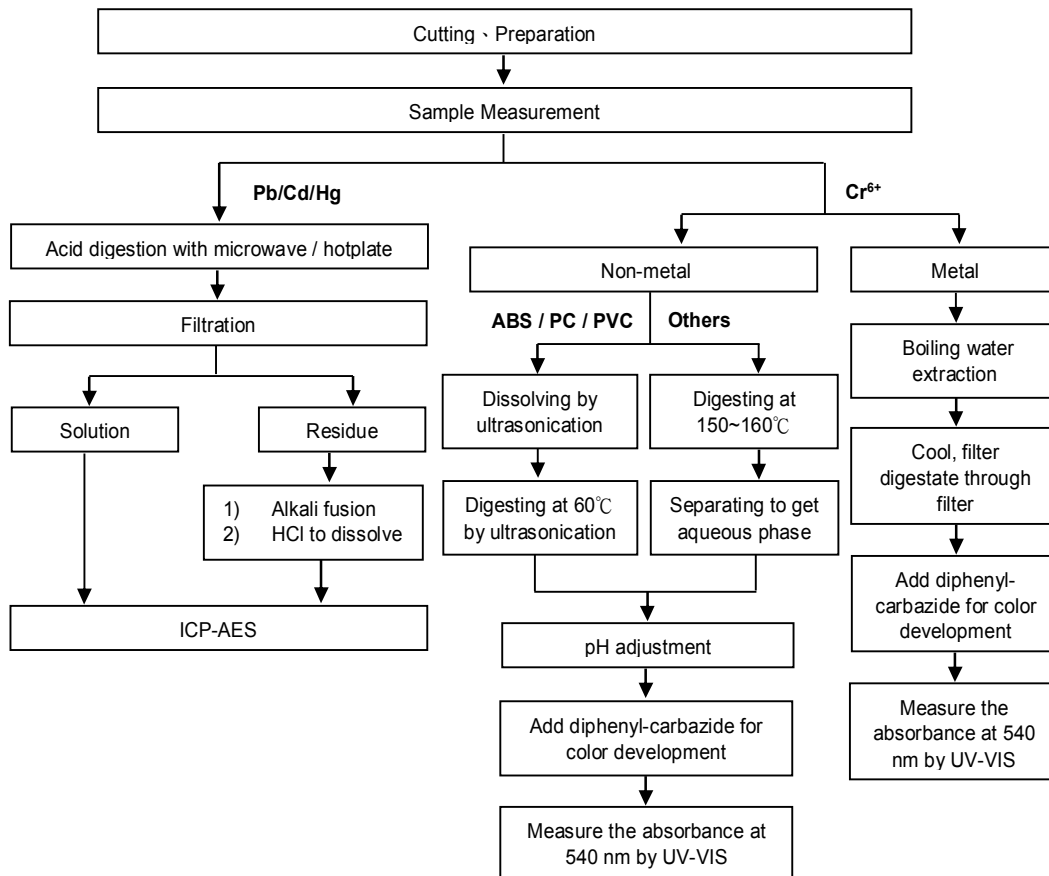 Cutting、Preparation
Sample Measurement
Pb/Cd/Hg
Cr⁶⁺
Acid digestion with microwave / hotplate
Non-metal
Metal
Filtration
ABS / PC / PVC
Others
Boiling water
extraction
Solution
Residue
Dissolving by
ultrasonication
Digesting at
150~160℃
Cool, filter
digestate through
filter
1) Alkali fusion
2) HCl to dissolve
Digesting at 60℃
by ultrasonication
Separating to get
aqueous phase
Add diphenyl-
carbazide for color
development
ICP-AES
pH adjustment
Measure the
absorbance at 540
nm by UV-VIS
Add diphenyl-carbazide for
color development
Measure the absorbance at
540 nm by UV-VIS